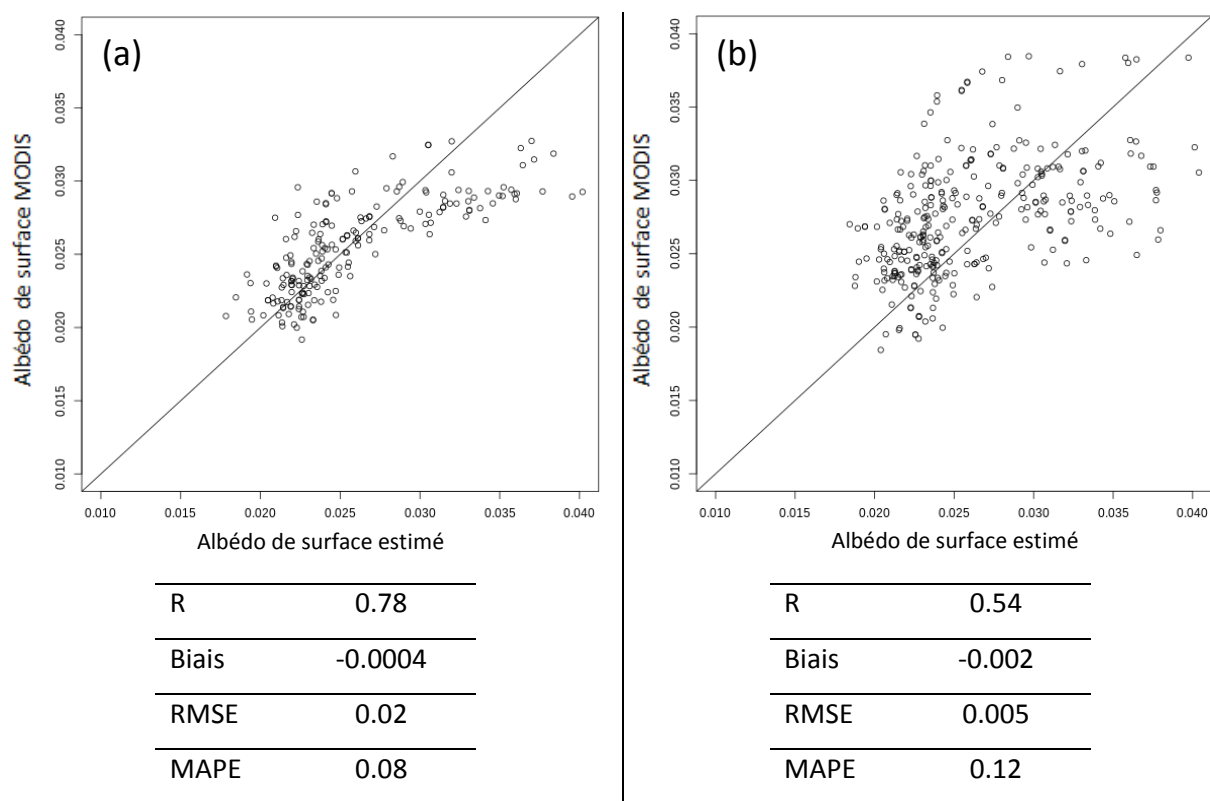 (a)
Albédo de surface MODIS
0.040
0.035
0.030
0.025
0.020
0.015
0.010
0.010 0.015 0.020 0.025 0.030 0.035 0.040
Albédo de surface estimé
R 0.78
Biais -0.0004
RMSE 0.02
MAPE 0.08
(b)
Albédo de surface MODIS
0.040
0.035
0.030
0.025
0.020
0.015
0.010
0.010 0.015 0.020 0.025 0.030 0.035 0.040
Albédo de surface estimé
R 0.54
Biais -0.002
RMSE 0.005
MAPE 0.12